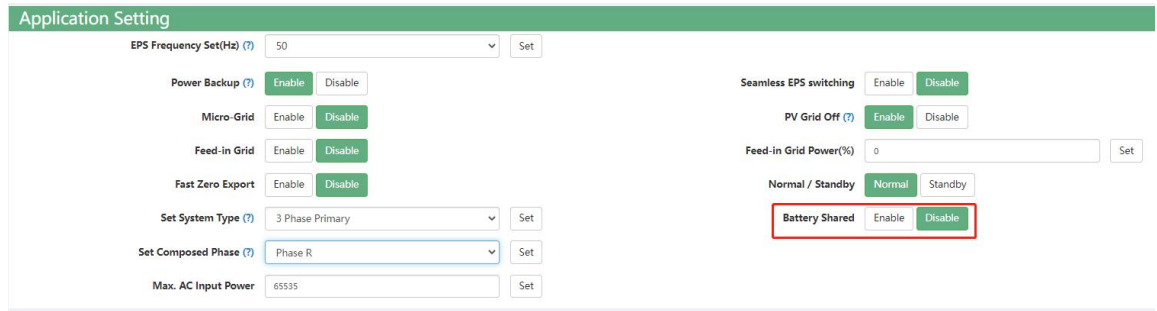 Application Setting
EPS Frequency Set(Hz) (?) 50 Set
Power Backup (?) Enable Disable Seamless EPS switching Enable Disable
Micro-Grid Enable Disable PV Grid Off (?) Enable Disable
Feed-in Grid Enable Disable Feed-in Grid Power(%) 0 Set
Fast Zero Export Enable Disable Normal / Standby Normal Standby
Set System Type (?) 3 Phase Primary Set Battery Shared Enable Disable
Set Composed Phase (?) Phase R Set
Max. AC Input Power 65535 Set